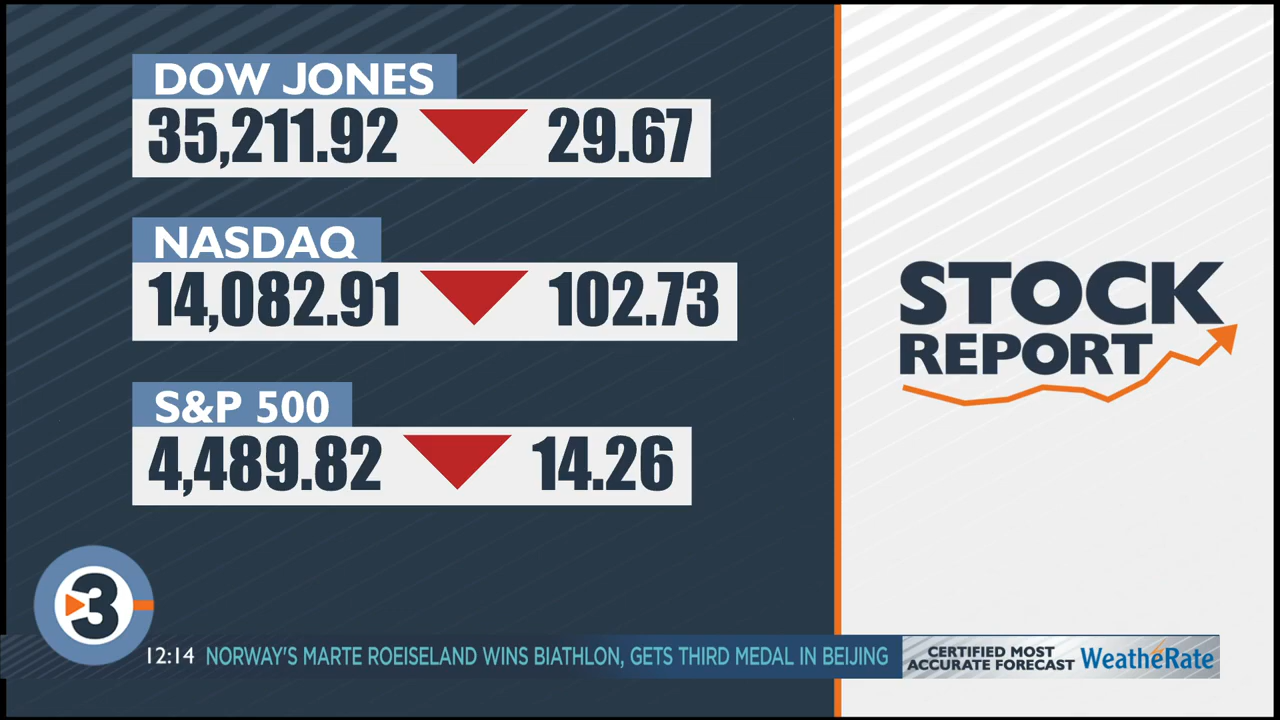 DOW JONES
35,211.92 29.67
NASDAQ
14,082.91 102.73
S&P 500
4,489.82 14.26
STOCK
REPORT
3
12:14 NORWAY'S MARTE ROEISELAND WINS BIATHLON, GETS THIRD MEDAL IN BEIJING
CERTIFIED MOST
ACCURATE FORECAST
WeatheRate